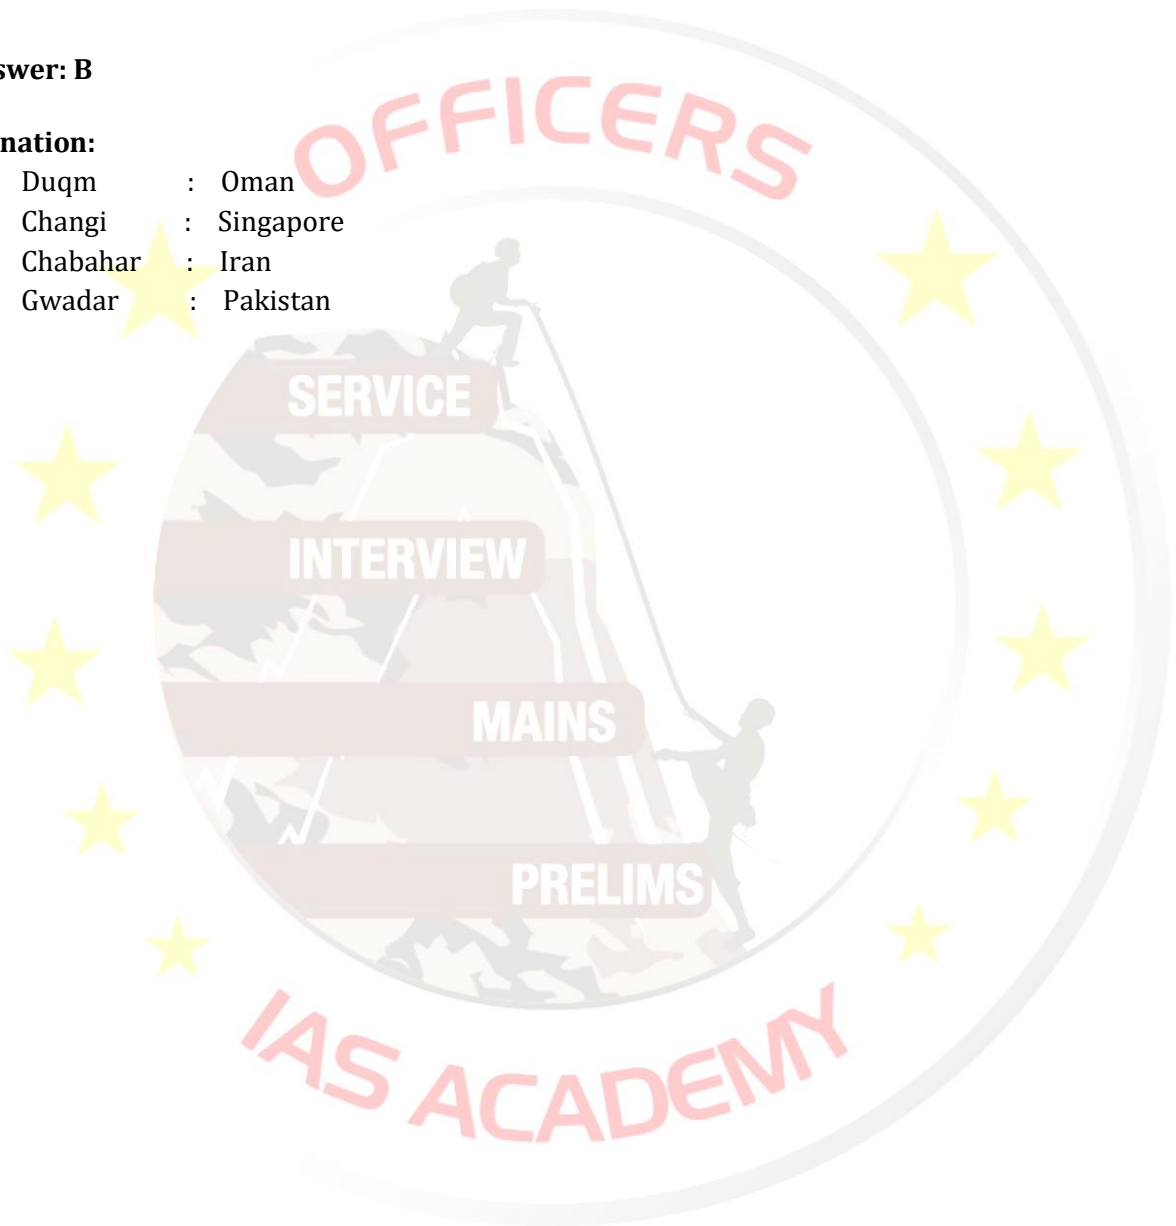 swer: B
nation:
Duqm : Oman
Changi : Singapore
Chabahar : Iran
Gwadar : Pakistan
OFFICERS
SERVICE
INTERVIEW
MAINS
PRELIMS
IAS ACADEMY